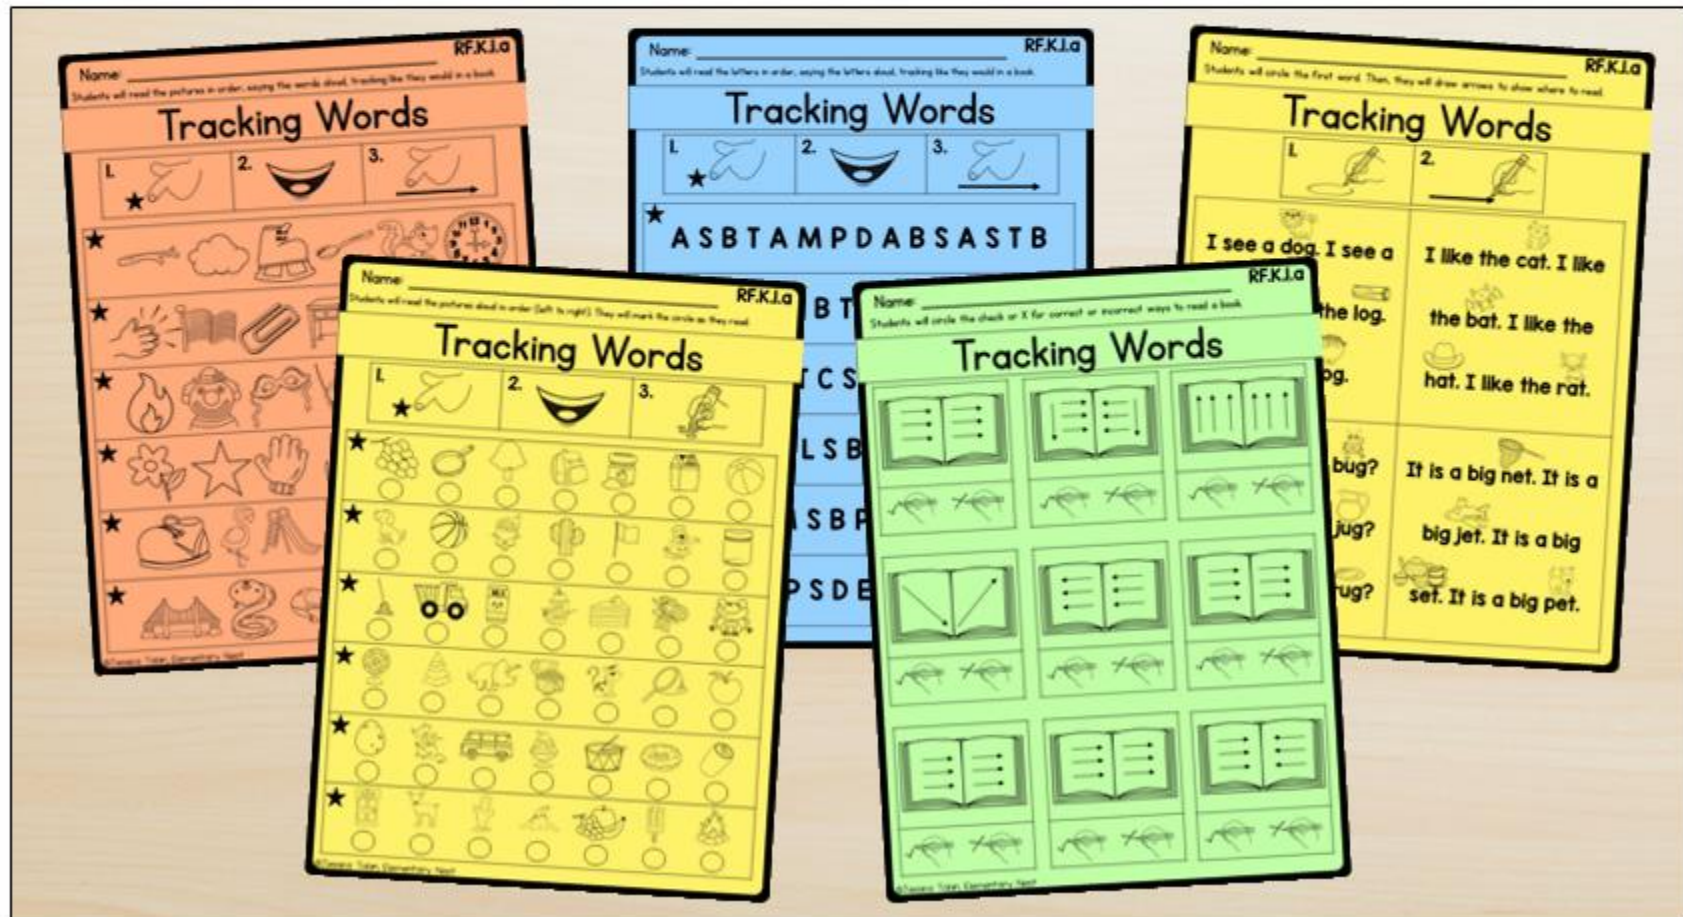 RF.K.1.a
Name:
Students will read the pictures in order, saying the words aloud, tracking like they would in a book.
Tracking Words
1. 2. 3.
RF.K.1.a
Name:
Students will read the letters in order, saying the letters aloud, tracking like they would in a book.
Tracking Words
1. 2. 3.
A S B T A M P D A B S A S T B
B T
C S
L S B
S B P
P S D E
RF.K.1.a
Name:
Students will circle the first word. Then, they will draw arrows to show where to read.
Tracking Words
1. 2.
I see a dog. I see a
the log.
bug?
jug?
rug?
I like the cat. I like
the bat. I like the
hat. I like the rat.
It is a big net. It is a
big jet. It is a big
set. It is a big pet.
RF.K.1.a
Name:
Students will read the pictures aloud in order (left to right). They will mark the circle as they read.
Tracking Words
1. 2. 3.
RF.K.1.a
Name:
Students will circle the check or X for correct or incorrect ways to read a book.
Tracking Words